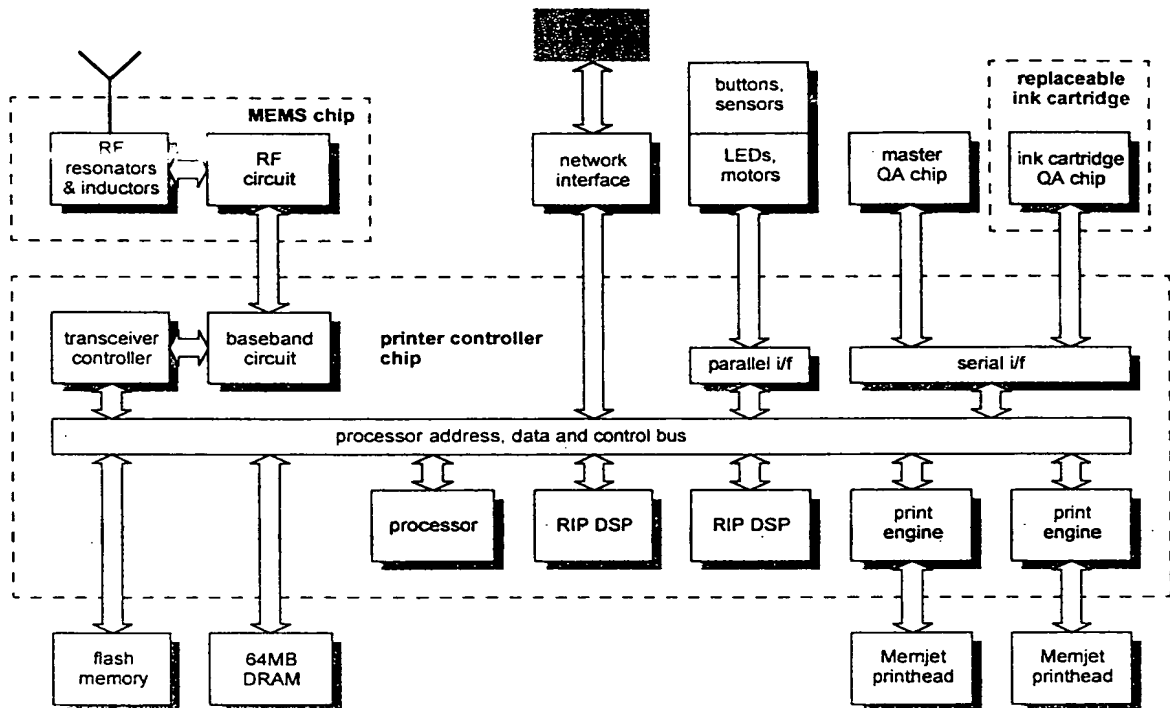 MEMS chip
RF
resonators
& inductors
RF
circuit
network
interface
buttons,
sensors
LEDs,
motors
master
QA chip
replaceable
ink cartridge
ink cartridge
QA chip
transceiver
controller
baseband
circuit
printer controller
chip
parallel i/f
serial i/f
processor address, data and control bus
processor
RIP DSP
RIP DSP
print
engine
print
engine
flash
memory
64MB
DRAM
Memjet
printhead
Memjet
printhead